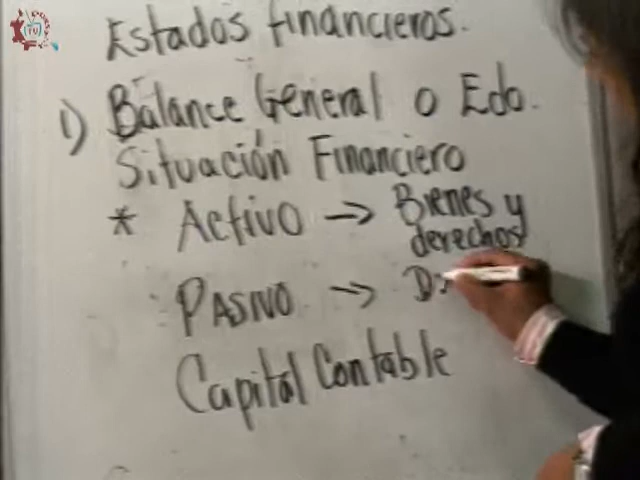 Estados financieros.
1) Balance General o Edo.
Situación Financiero
* Activo → Bienes y
derechos
Pasivo → D
Capital Contable